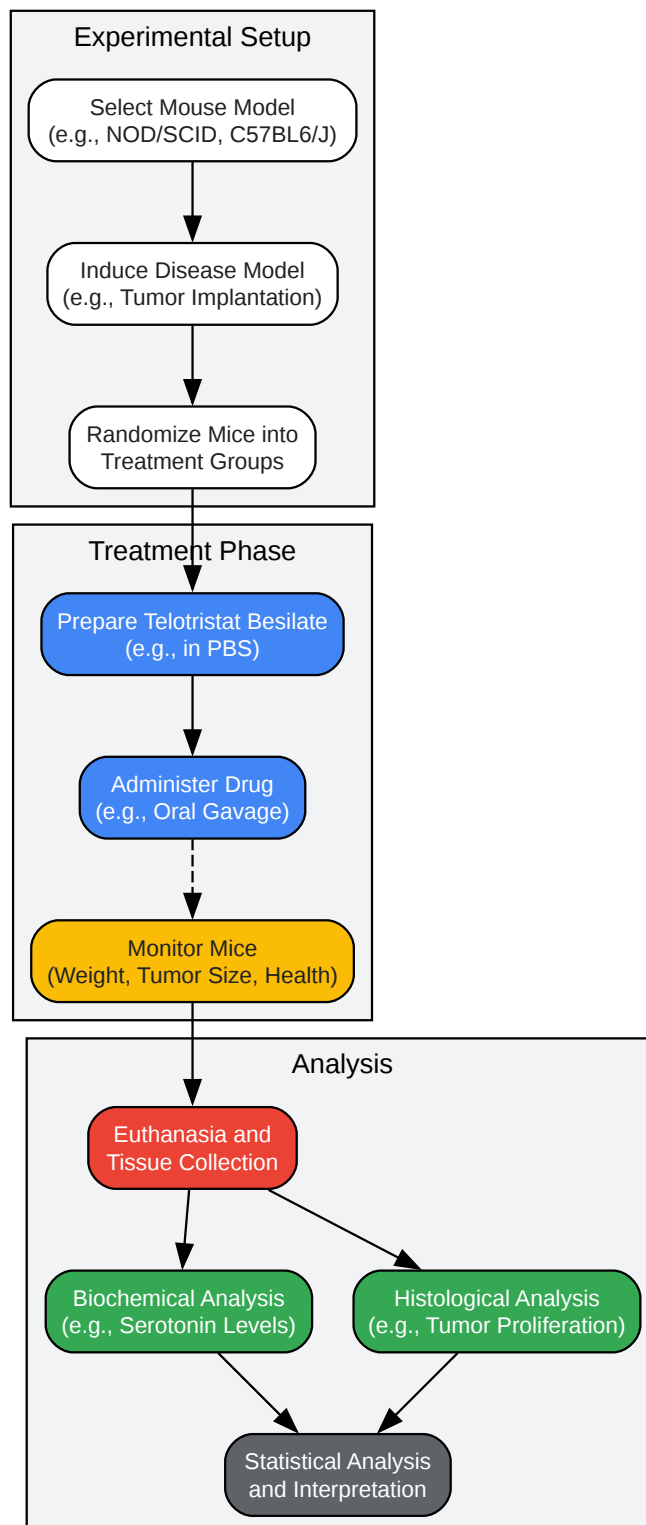 Experimental Setup
Select Mouse Model
(e.g., NOD/SCID, C57BL6/J)
Induce Disease Model
(e.g., Tumor Implantation)
Randomize Mice into
Treatment Groups
Treatment Phase
Prepare Telotristat Besilate
(e.g., in PBS)
Administer Drug
(e.g., Oral Gavage)
Monitor Mice
(Weight, Tumor Size, Health)
Analysis
Euthanasia and
Tissue Collection
Biochemical Analysis
(e.g., Serotonin Levels)
Histological Analysis
(e.g., Tumor Proliferation)
Statistical Analysis
and Interpretation